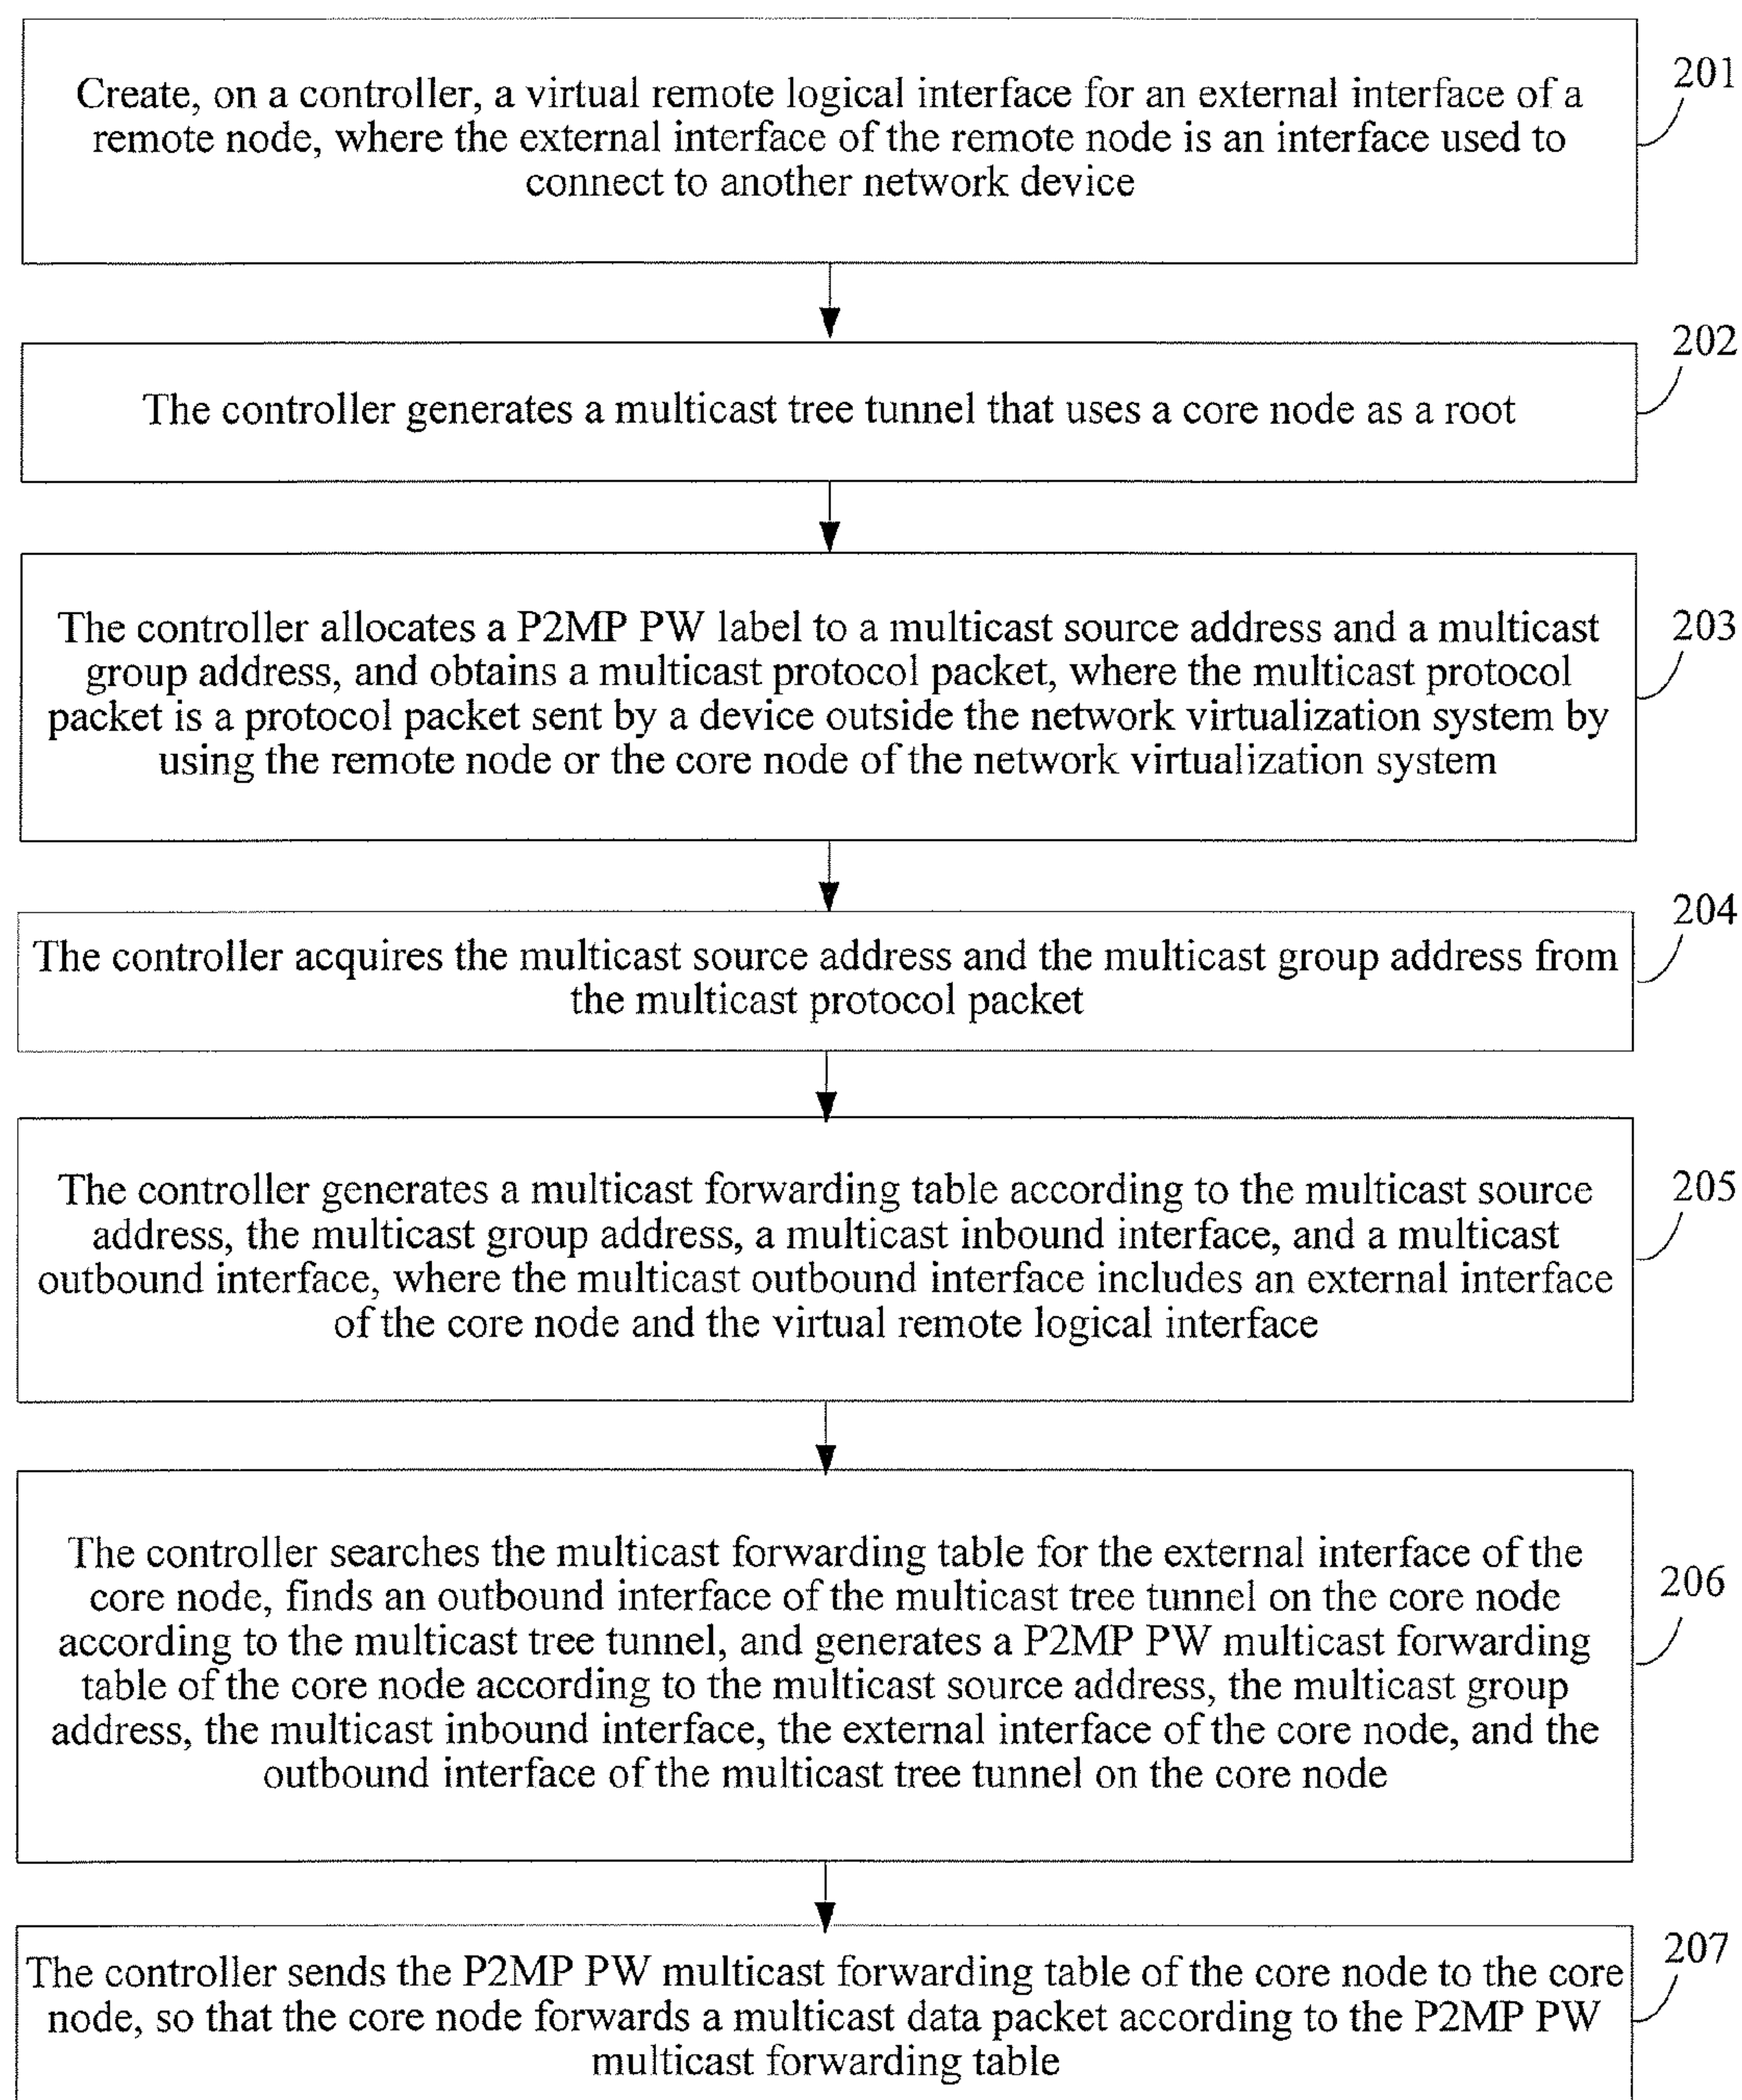 Create, on a controller, a virtual remote logical interface for an external interface of a
remote node, where the external interface of the remote node is an interface used to
connect to another network device
201
The controller generates a multicast tree tunnel that uses a core node as a root
202
The controller allocates a P2MP PW label to a multicast source address and a multicast
group address, and obtains a multicast protocol packet, where the multicast protocol
packet is a protocol packet sent by a device outside the network virtualization system by
using the remote node or the core node of the network virtualization system
203
The controller acquires the multicast source address and the multicast group address from
the multicast protocol packet
204
The controller generates a multicast forwarding table according to the multicast source
address, the multicast group address, a multicast inbound interface, and a multicast
outbound interface, where the multicast outbound interface includes an external interface
of the core node and the virtual remote logical interface
205
The controller searches the multicast forwarding table for the external interface of the
core node, finds an outbound interface of the multicast tree tunnel on the core node
according to the multicast tree tunnel, and generates a P2MP PW multicast forwarding
table of the core node according to the multicast source address, the multicast group
address, the multicast inbound interface, the external interface of the core node, and the
outbound interface of the multicast tree tunnel on the core node
206
The controller sends the P2MP PW multicast forwarding table of the core node to the core
node, so that the core node forwards a multicast data packet according to the P2MP PW
multicast forwarding table
207